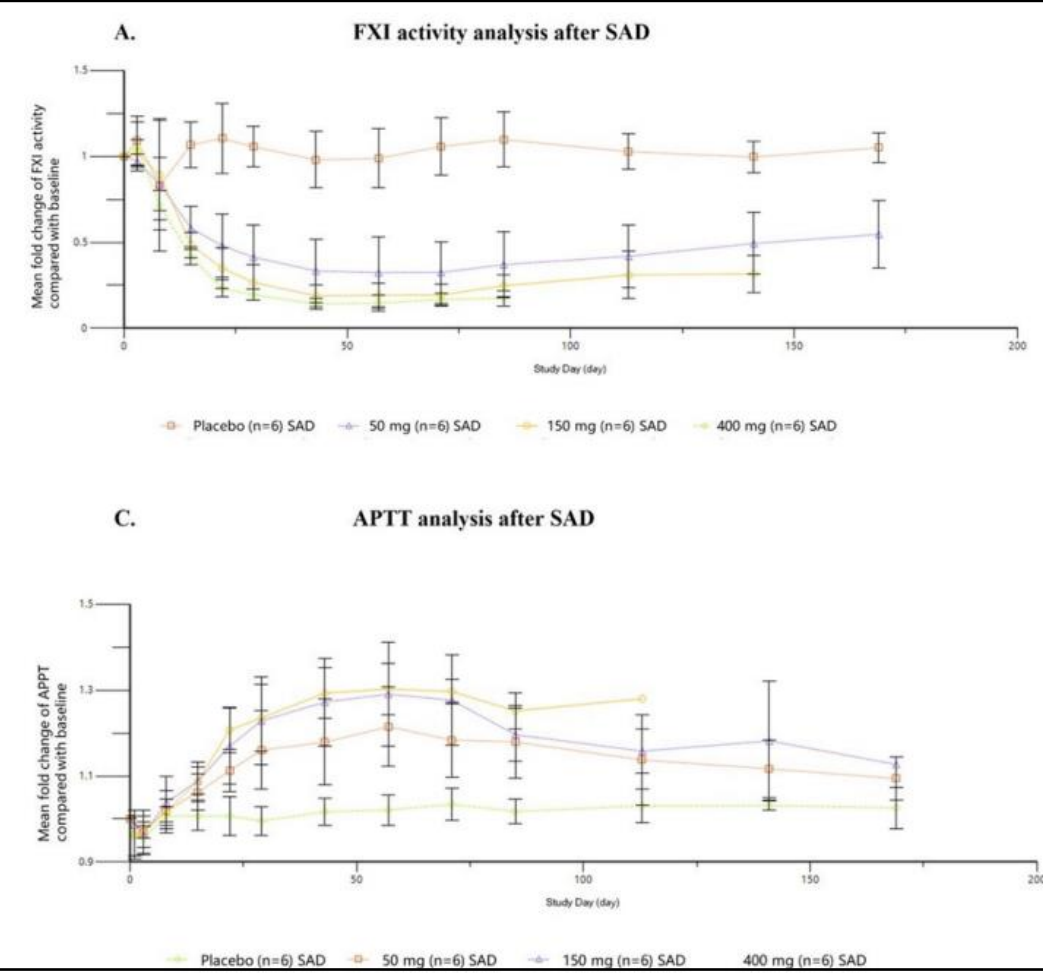 A. FXI activity analysis after SAD
Mean fold change of FXI activity
compared with baseline
1.5
1
0.5
0
0 50 100 150 200
Study Day (day)
Placebo (n=6) SAD 50 mg (n=6) SAD 150 mg (n=6) SAD 400 mg (n=6) SAD
C. APTT analysis after SAD
Mean fold change of APPT
compared with baseline
1.5
1.3
1.1
0.9
0 50 100 150 200
Study Day (day)
Placebo (n=6) SAD 50 mg (n=6) SAD 150 mg (n=6) SAD 400 mg (n=6) SAD